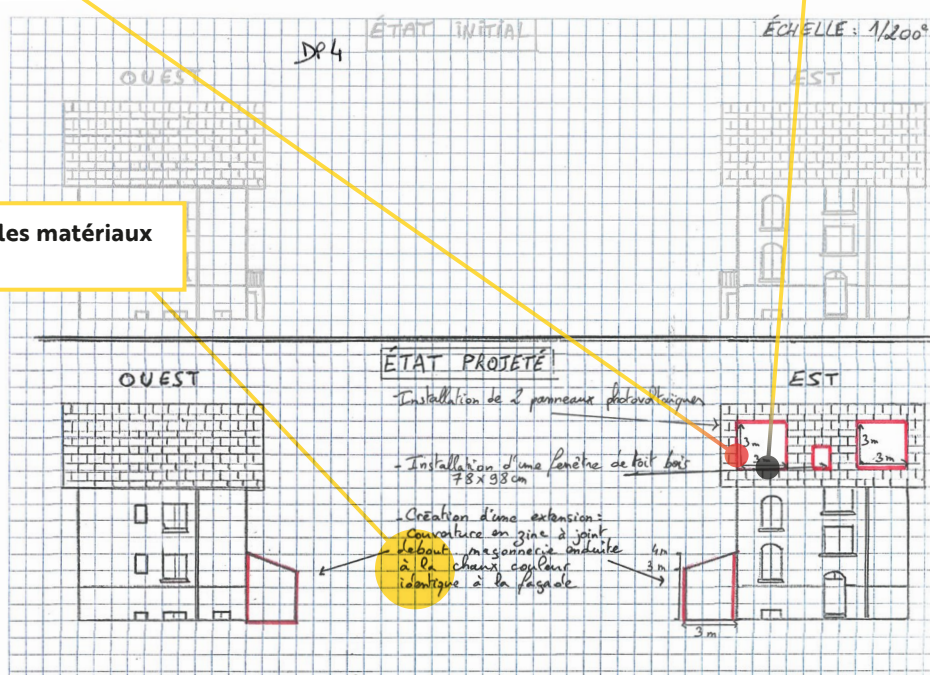 ÉTAT INITIAL
ÉCHELLE : 1/200e
DP4
OUEST
EST
les matériaux
ÉTAT PROJETÉ
OUEST
EST
- Installation de 2 panneaux photovoltaïques
3m
3m
3m
- Installation d'une fenêtre de toit bois
78 x 98 cm
- Création d'une extension :
couverture en zinc à joint
debout, maçonnerie enduite
à la chaux couleur
identique à la façade
4m
3m
3m